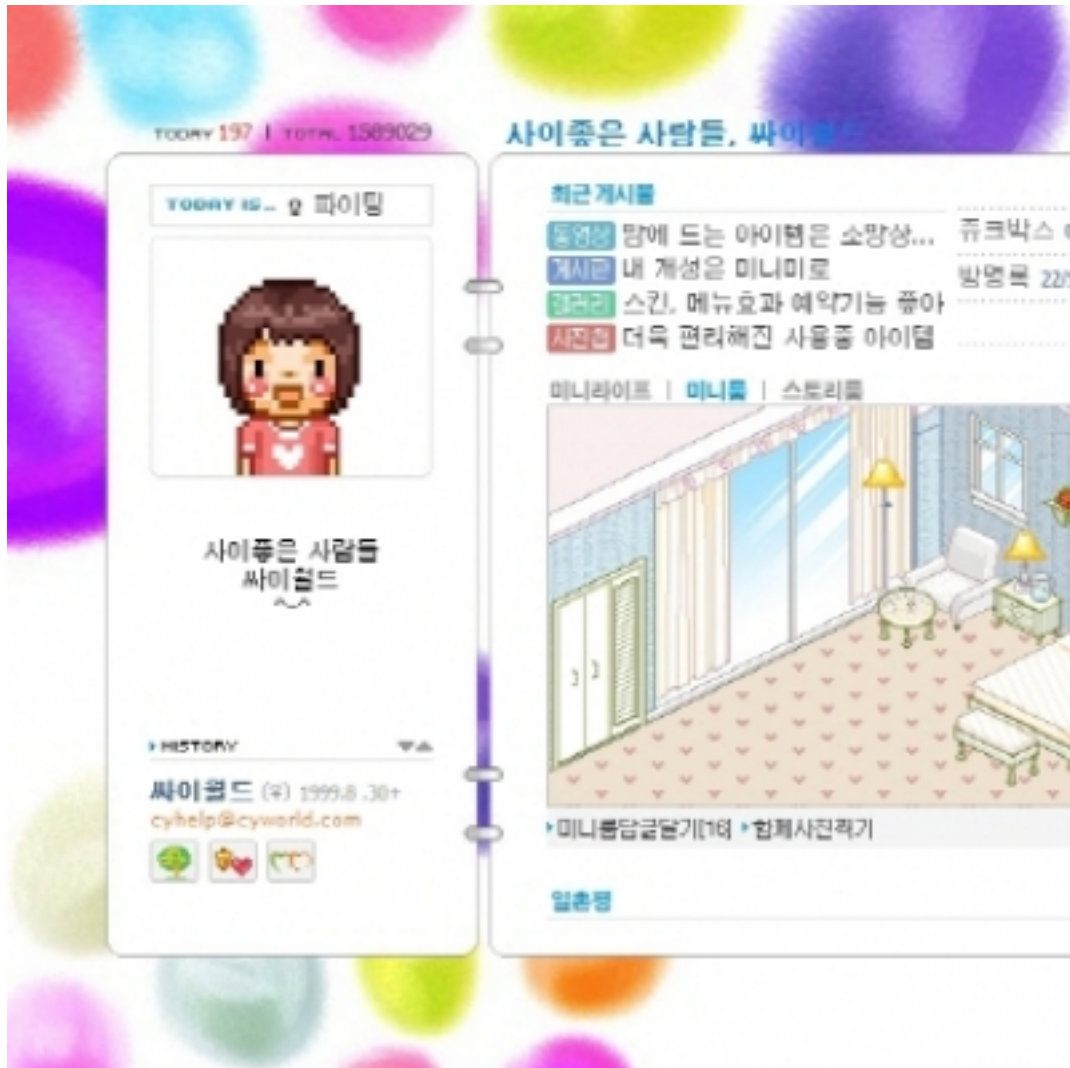 TODAY 197 | TOTAL 1589029
사이좋은 사람들, 싸이월드
TODAY IS... 파이팅
사이좋은 사람들
싸이월드
^_^
HISTORY
싸이월드 (우) 1999.8 .30+
cyhelp@cyworld.com
최근 게시물
동영상 맘에 드는 아이템은 소망상...
게시판 내 개성은 미니미로
갤러리 스킨, 메뉴효과 예약기능 좋아
사진첩 더욱 편리해진 사용중 아이템
쥬크박스
방명록 22/
미니라이프 | 미니룸 | 스토리룸
미니룸답글달기[16] 함께사진찍기
일촌평